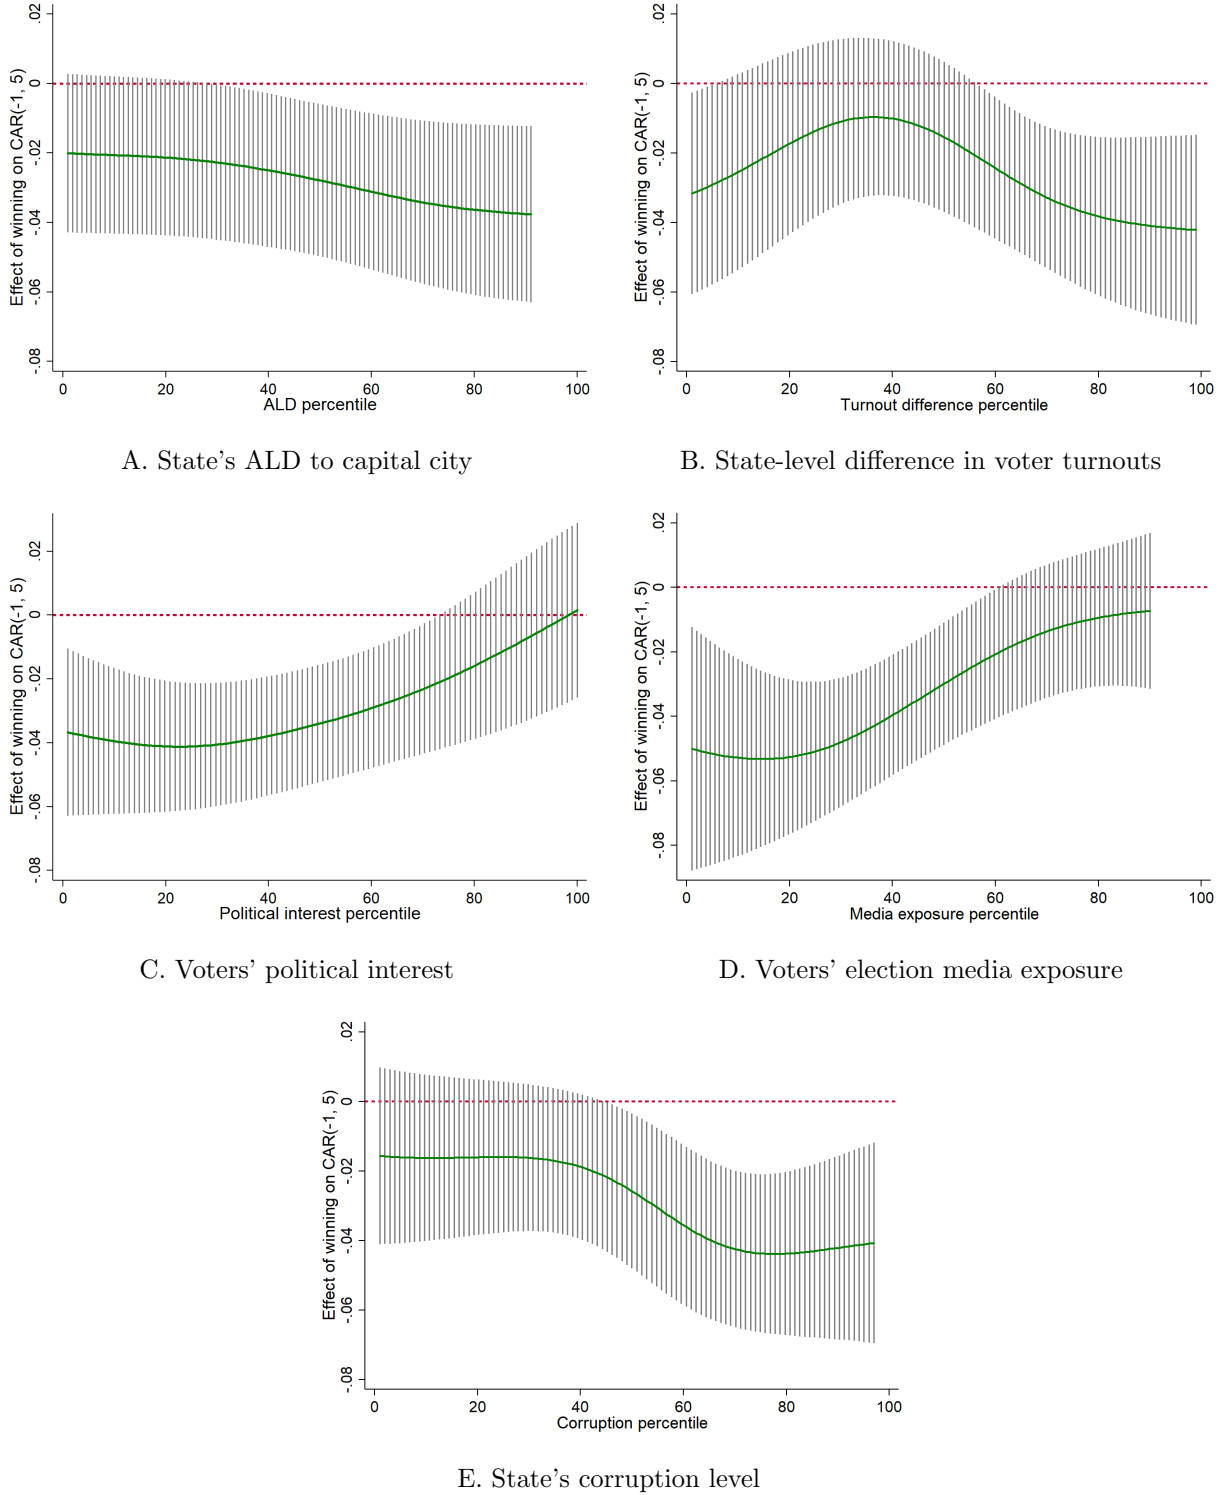 .02
0
-.02
-.04
-.06
-.08
Effect of winning on CAR(-1, 5)
0 20 40 60 80 100
ALD percentile
A. State's ALD to capital city
.02
0
-.02
-.04
-.06
-.08
Effect of winning on CAR(-1, 5)
0 20 40 60 80 100
Turnout difference percentile
B. State-level difference in voter turnouts
.02
0
-.02
-.04
-.06
-.08
Effect of winning on CAR(-1, 5)
0 20 40 60 80 100
Political interest percentile
C. Voters' political interest
.02
0
-.02
-.04
-.06
-.08
Effect of winning on CAR(-1, 5)
0 20 40 60 80 100
Media exposure percentile
D. Voters' election media exposure
.02
0
-.02
-.04
-.06
-.08
Effect of winning on CAR(-1, 5)
0 20 40 60 80 100
Corruption percentile
E. State's corruption level